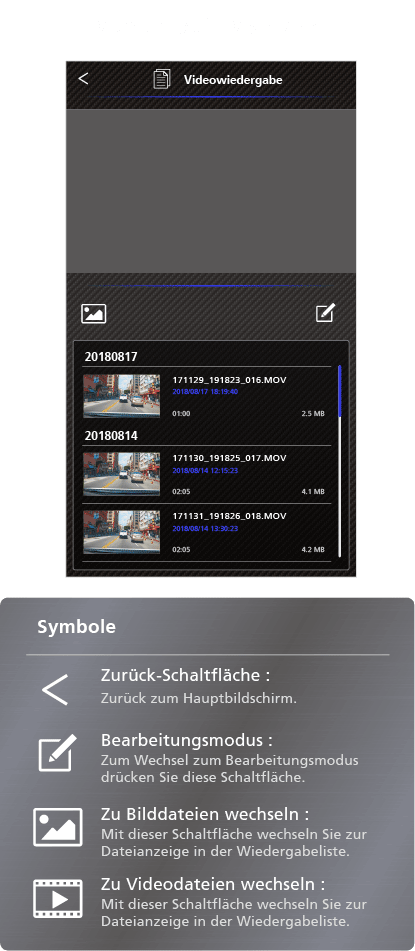 Videowiedergabe
20180817
171129_191823_016.MOV
2018/08/17 18:19:40
01:00 2.5 MB
20180814
171130_191825_017.MOV
2018/08/14 12:15:23
02:05 4.1 MB
171131_191826_018.MOV
2018/08/14 13:30:23
02:05 4.2 MB
Symbole
Zurück-Schaltfläche :
Zurück zum Hauptbildschirm.
Bearbeitungsmodus :
Zum Wechsel zum Bearbeitungsmodus
drücken Sie diese Schaltfläche.
Zu Bilddateien wechseln :
Mit dieser Schaltfläche wechseln Sie zur
Dateianzeige in der Wiedergabeliste.
Zu Videodateien wechseln :
Mit dieser Schaltfläche wechseln Sie zur
Dateianzeige in der Wiedergabeliste.